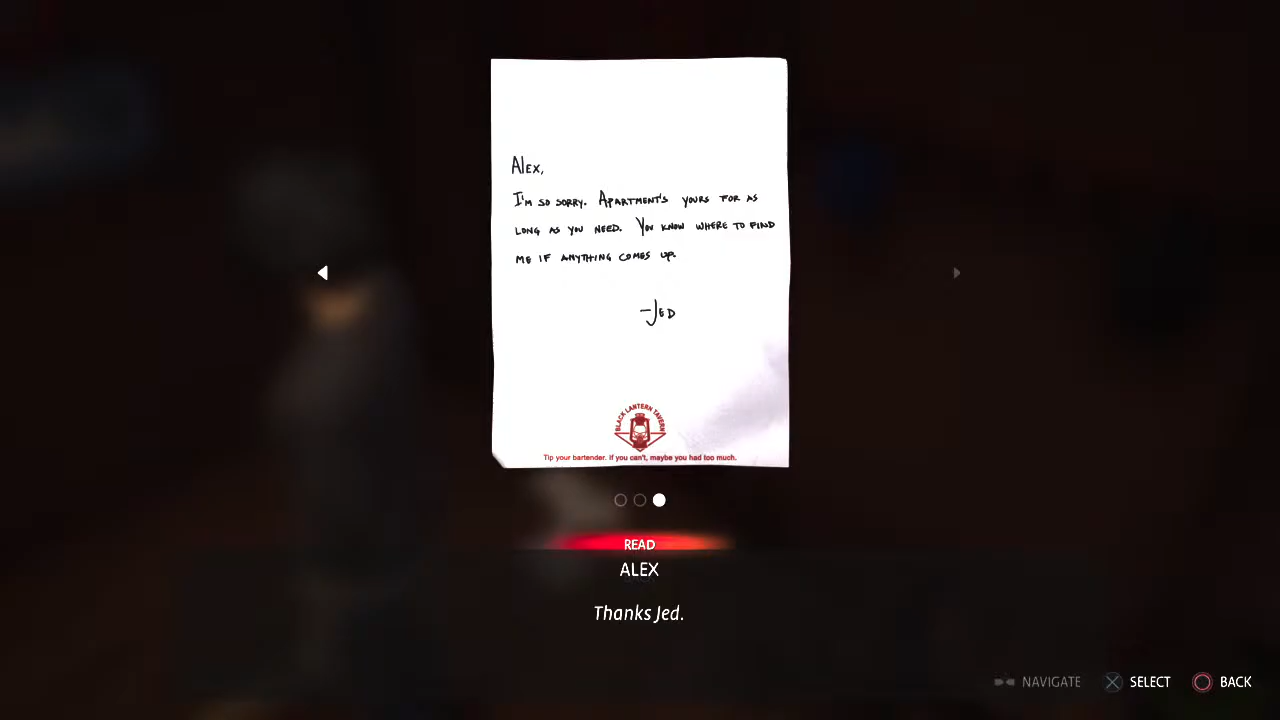 Alex,
I'm so sorry. Apartment's yours for as
long as you need. You know where to find
me if anything comes up.
-Jed
BLACK LANTERN TAVERN
Tip your bartender. If you can't, maybe you had too much.
READ
ALEX
Thanks Jed.
NAVIGATE SELECT BACK